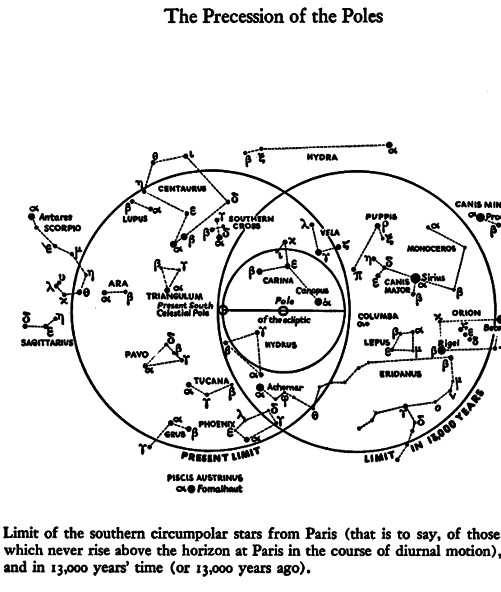 The Precession of the Poles
β ξ HYDRA α
θ ι
η CENTAURUS
β α LUPUS
δ
ε
α β
γ SOUTHERN
β δ CROSS
α
α Antares
SCORPIO
ε μ
υ η
λ κ θ
ARA
α β
δ η
ε
SAGITTARIUS
β γ
α
TRIANGULUM
Present South
Celestial Pole
λ VELA
γ
κ
ι
β ε
CARINA
Canopus
α
Pole
of the ecliptic
PUPPIS
ρ
ξ
π
CANIS MIN
α
β
α
MONOCEROS
β
η
δ
ε
CANIS
MAJOR
Sirius
α
β
COLUMBA
α
κ ORION
Rigel
β
LEPUS
β α
ε μ
γ
β HYDRUS
α
PAVO
δ
β
α γ
TUCANA
α β
γ
α Achernar
θ
ERIDANUS
β
μ
ο
γ
δ
PHOENIX
λ δ
ε γ
α
GRUS
α β
γ
PRESENT LIMIT
LIMIT IN 13,000 YEARS
PISCIS AUSTRINUS
α Fomalhaut
Limit of the southern circumpolar stars from Paris (that is to say, of those
which never rise above the horizon at Paris in the course of diurnal motion),
and in 13,000 years' time (or 13,000 years ago).